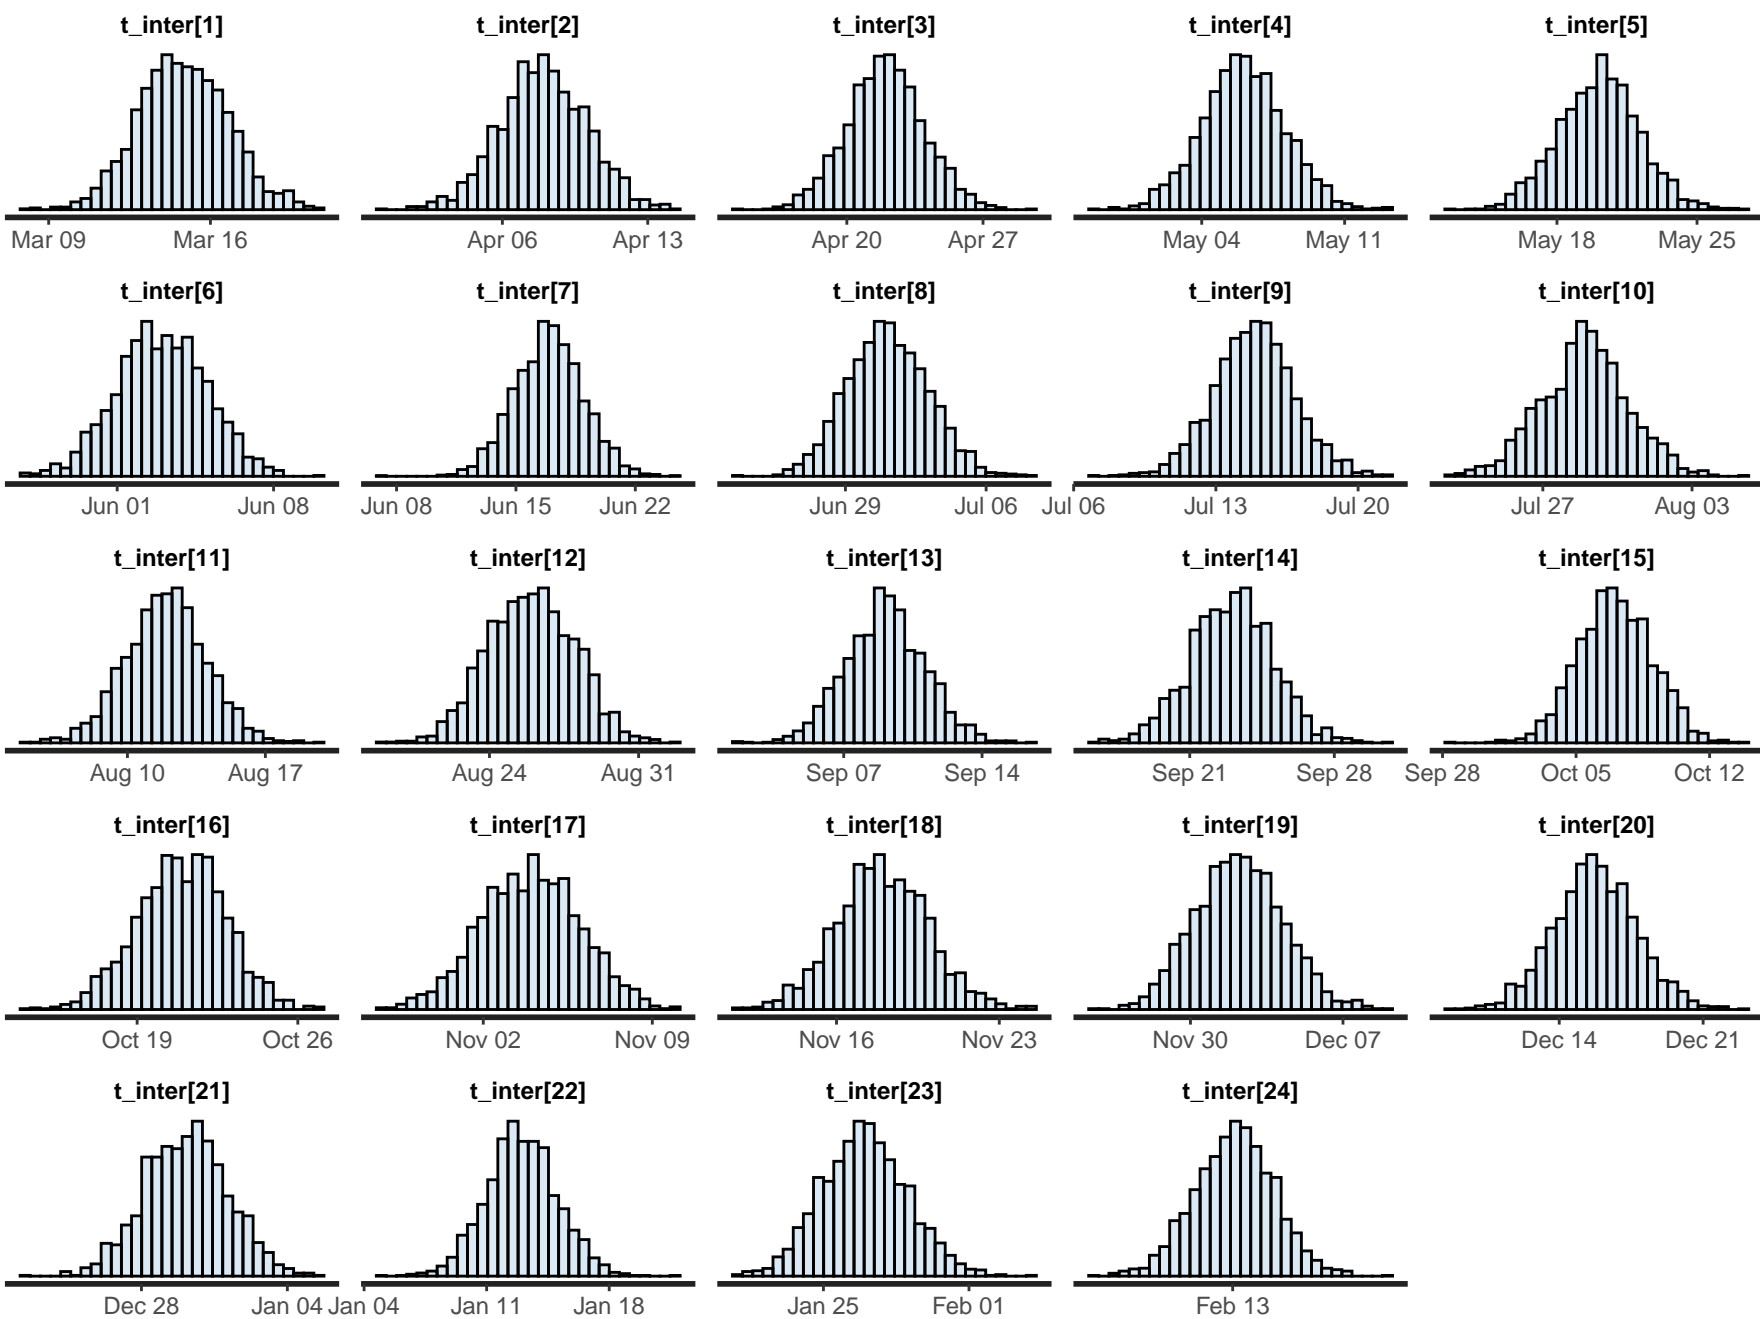 t_inter[1] t_inter[2] t_inter[3] t_inter[4] t_inter[5]
Mar 09 Mar 16 Apr 06 Apr 13 Apr 20 Apr 27 May 04 May 11 May 18 May 25
t_inter[6] t_inter[7] t_inter[8] t_inter[9] t_inter[10]
Jun 01 Jun 08 Jun 08 Jun 15 Jun 22 Jun 29 Jul 06 Jul 06 Jul 13 Jul 20 Jul 27 Aug 03
t_inter[11] t_inter[12] t_inter[13] t_inter[14] t_inter[15]
Aug 10 Aug 17 Aug 24 Aug 31 Sep 07 Sep 14 Sep 21 Sep 28 Sep 28 Oct 05 Oct 12
t_inter[16] t_inter[17] t_inter[18] t_inter[19] t_inter[20]
Oct 19 Oct 26 Nov 02 Nov 09 Nov 16 Nov 23 Nov 30 Dec 07 Dec 14 Dec 21
t_inter[21] t_inter[22] t_inter[23] t_inter[24]
Dec 28 Jan 04 Jan 04 Jan 11 Jan 18 Jan 25 Feb 01 Feb 13